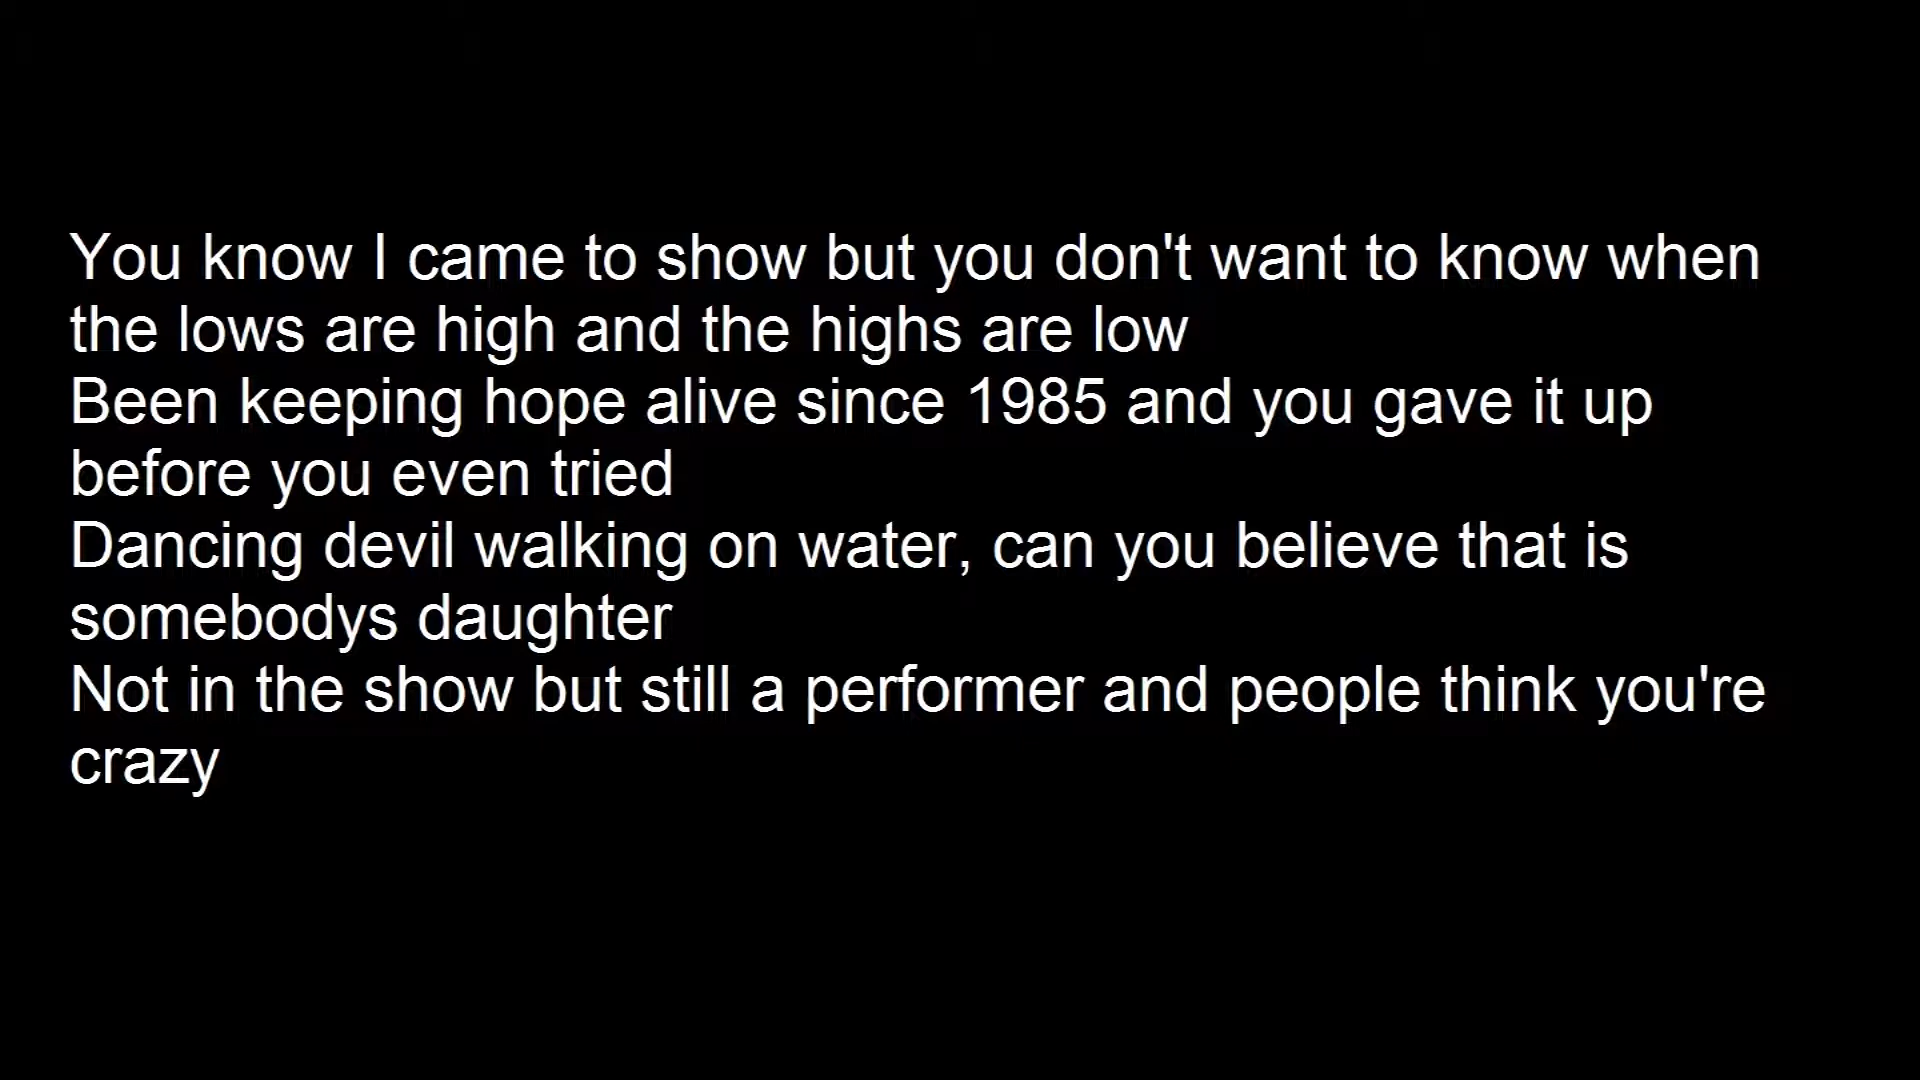 You know I came to show but you don't want to know when
the lows are high and the highs are low
Been keeping hope alive since 1985 and you gave it up
before you even tried
Dancing devil walking on water, can you believe that is
somebodys daughter
Not in the show but still a performer and people think you're
crazy